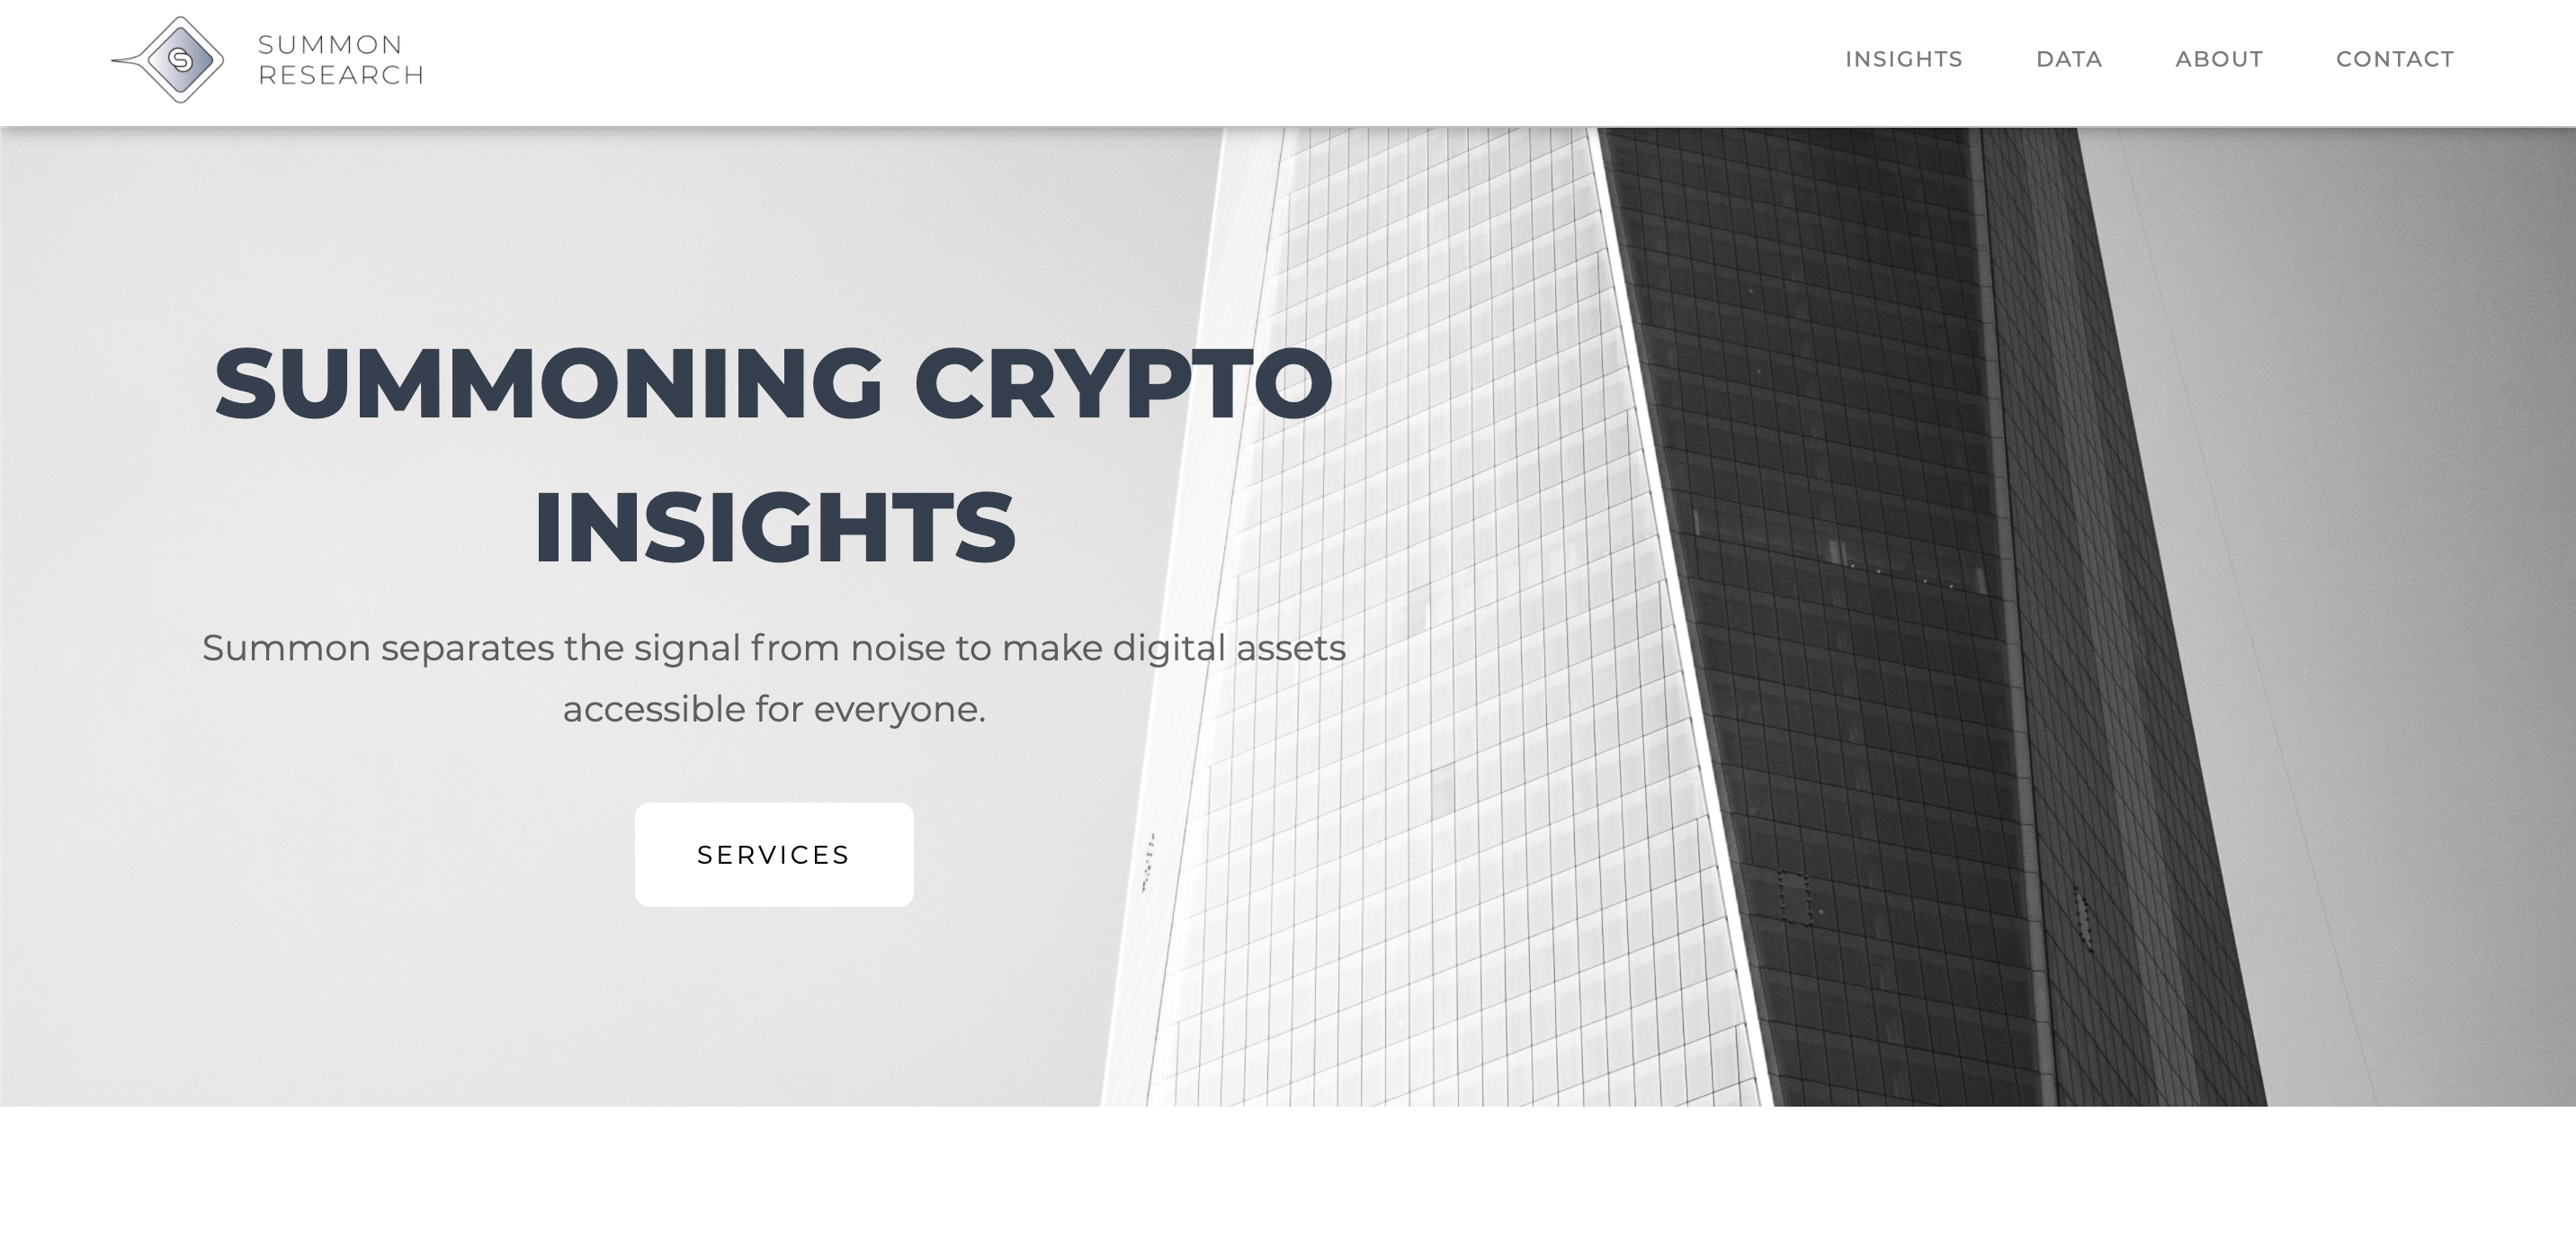 SUMMON
RESEARCH
INSIGHTS
DATA
ABOUT
CONTACT
SUMMONING CRYPTO
INSIGHTS
Summon separates the signal from noise to make digital assets
accessible for everyone.
SERVICES